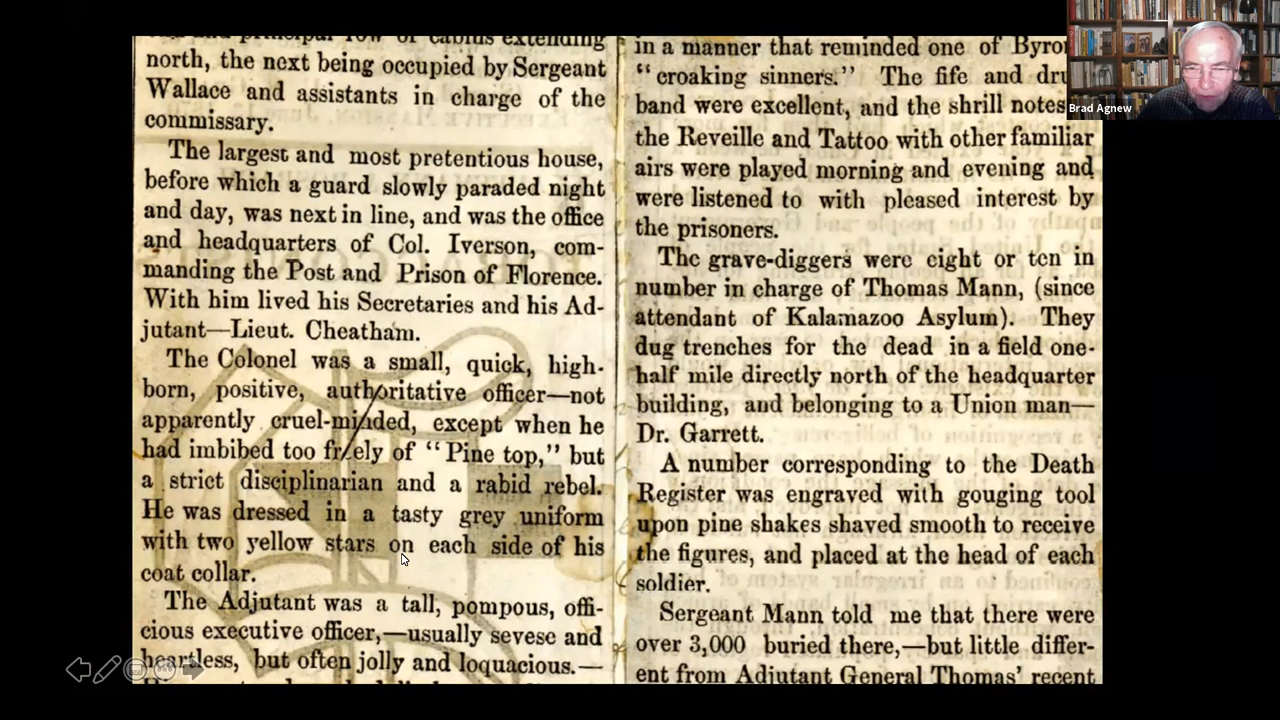 north, the next being occupied by Sergeant
Wallace and assistants in charge of the
commissary.
The largest and most pretentious house,
before which a guard slowly paraded night
and day, was next in line, and was the office
and headquarters of Col. Iverson, com-
manding the Post and Prison of Florence.
With him lived his Secretaries and his Ad-
jutant—Lieut. Cheatham.
The Colonel was a small, quick, high-
born, positive, authoritative officer—not
apparently cruel-minded, except when he
had imbibed too freely of “Pine top,” but
a strict disciplinarian and a rabid rebel.
He was dressed in a tasty grey uniform
with two yellow stars on each side of his
coat collar.
The Adjutant was a tall, pompous, offi-
cious executive officer,—usually sevese and
heartless, but often jolly and loquacious.—
in a manner that reminded one of Byron
“croaking sinners.” The fife and dru
band were excellent, and the shrill notes
the Reveille and Tattoo with other familiar
airs were played morning and evening and
were listened to with pleased interest by
the prisoners.
The grave-diggers were eight or ten in
number in charge of Thomas Mann, (since
attendant of Kalamazoo Asylum). They
dug trenches for the dead in a field one-
half mile directly north of the headquarter
building, and belonging to a Union man—
Dr. Garrett.
A number corresponding to the Death
Register was engraved with gouging tool
upon pine shakes shaved smooth to receive
the figures, and placed at the head of each
soldier.
Sergeant Mann told me that there were
over 3,000 buried there,—but little differ-
ent from Adjutant General Thomas’ recent
Brad Agnew